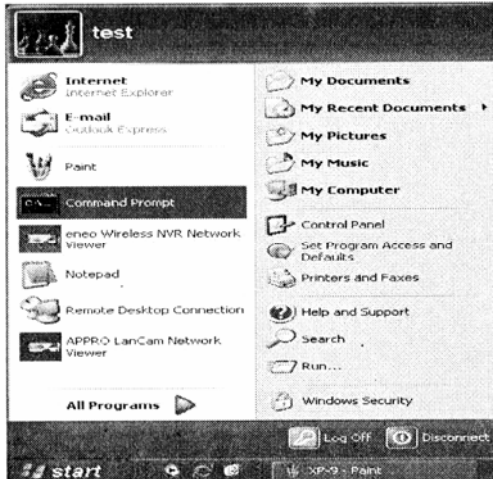 test
Internet
Internet Explorer
E-mail
Outlook Express
Paint
Command Prompt
eneo Wireless NVR Network
Viewer
Notepad
Remote Desktop Connection
APPRO LanCam Network
Viewer
All Programs
My Documents
My Recent Documents
My Pictures
My Music
My Computer
Control Panel
Set Program Access and
Defaults
Printers and Faxes
Help and Support
Search
Run...
Windows Security
Log Off
Disconnect
start
XP-9 - Paint